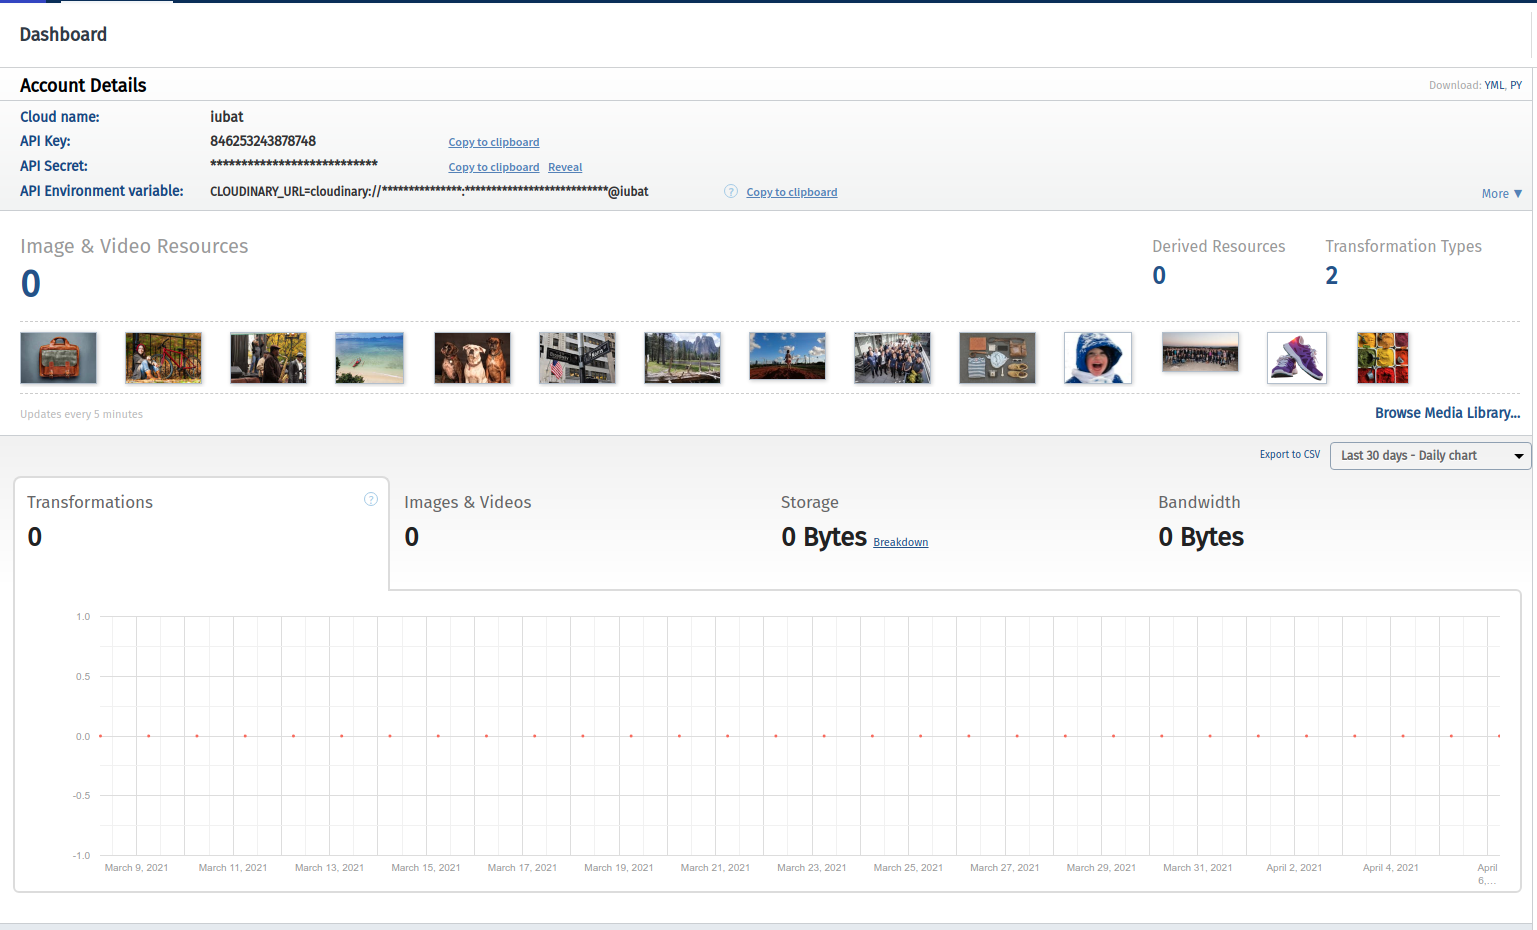 Dashboard
Account Details
Download: YML, PY
Cloud name: iubat
API Key: 846253243878748 Copy to clipboard
API Secret: *************************** Copy to clipboard Reveal
API Environment variable: CLOUDINARY_URL=cloudinary://***************:***************************@iubat ? Copy to clipboard
More ▼
Image & Video Resources
0
Derived Resources
0
Transformation Types
2
Updates every 5 minutes
Browse Media Library...
Export to CSV
Last 30 days - Daily chart
Transformations ?
0
Images & Videos
0
Storage
0 Bytes Breakdown
Bandwidth
0 Bytes
1.0
0.5
0.0
-0.5
-1.0
March 9, 2021
March 11, 2021
March 13, 2021
March 15, 2021
March 17, 2021
March 19, 2021
March 21, 2021
March 23, 2021
March 25, 2021
March 27, 2021
March 29, 2021
March 31, 2021
April 2, 2021
April 4, 2021
April
6,...